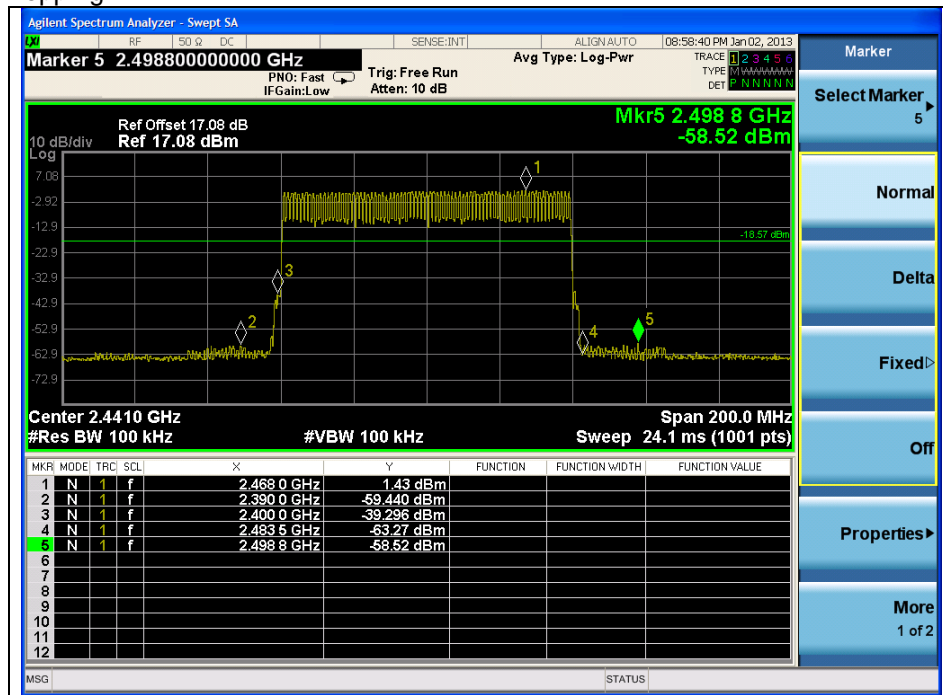 Agilent Spectrum Analyzer - Swept SA
LXI RF 50 Ω DC SENSE:INT ALIGN AUTO 08:58:40 PM Jan 02, 2013
Marker 5 2.498800000000 GHz
PNO: Fast
IFGain:Low
Trig: Free Run
Atten: 10 dB
Avg Type: Log-Pwr
TRACE 1 2 3 4 5 6
TYPE M
DET P N N N N N
Mkr5 2.498 8 GHz
-58.52 dBm
Ref Offset 17.08 dB
10 dB/div Ref 17.08 dBm
Log
7.08
-2.92
-12.9
-22.9
-32.9
-42.9
-52.9
-62.9
-72.9
1
-18.57 dBm
3
2
4
5
Center 2.4410 GHz Span 200.0 MHz
#Res BW 100 kHz #VBW 100 kHz Sweep 24.1 ms (1001 pts)
MKR MODE TRC SCL X Y FUNCTION FUNCTION WIDTH FUNCTION VALUE
1 N 1 f 2.468 0 GHz 1.43 dBm
2 N 1 f 2.390 0 GHz -59.440 dBm
3 N 1 f 2.400 0 GHz -39.296 dBm
4 N 1 f 2.483 5 GHz -63.27 dBm
5 N 1 f 2.498 8 GHz -58.52 dBm
6
7
8
9
10
11
12
MSG STATUS
Marker
Select Marker
5
Normal
Delta
Fixed
Off
Properties
More
1 of 2